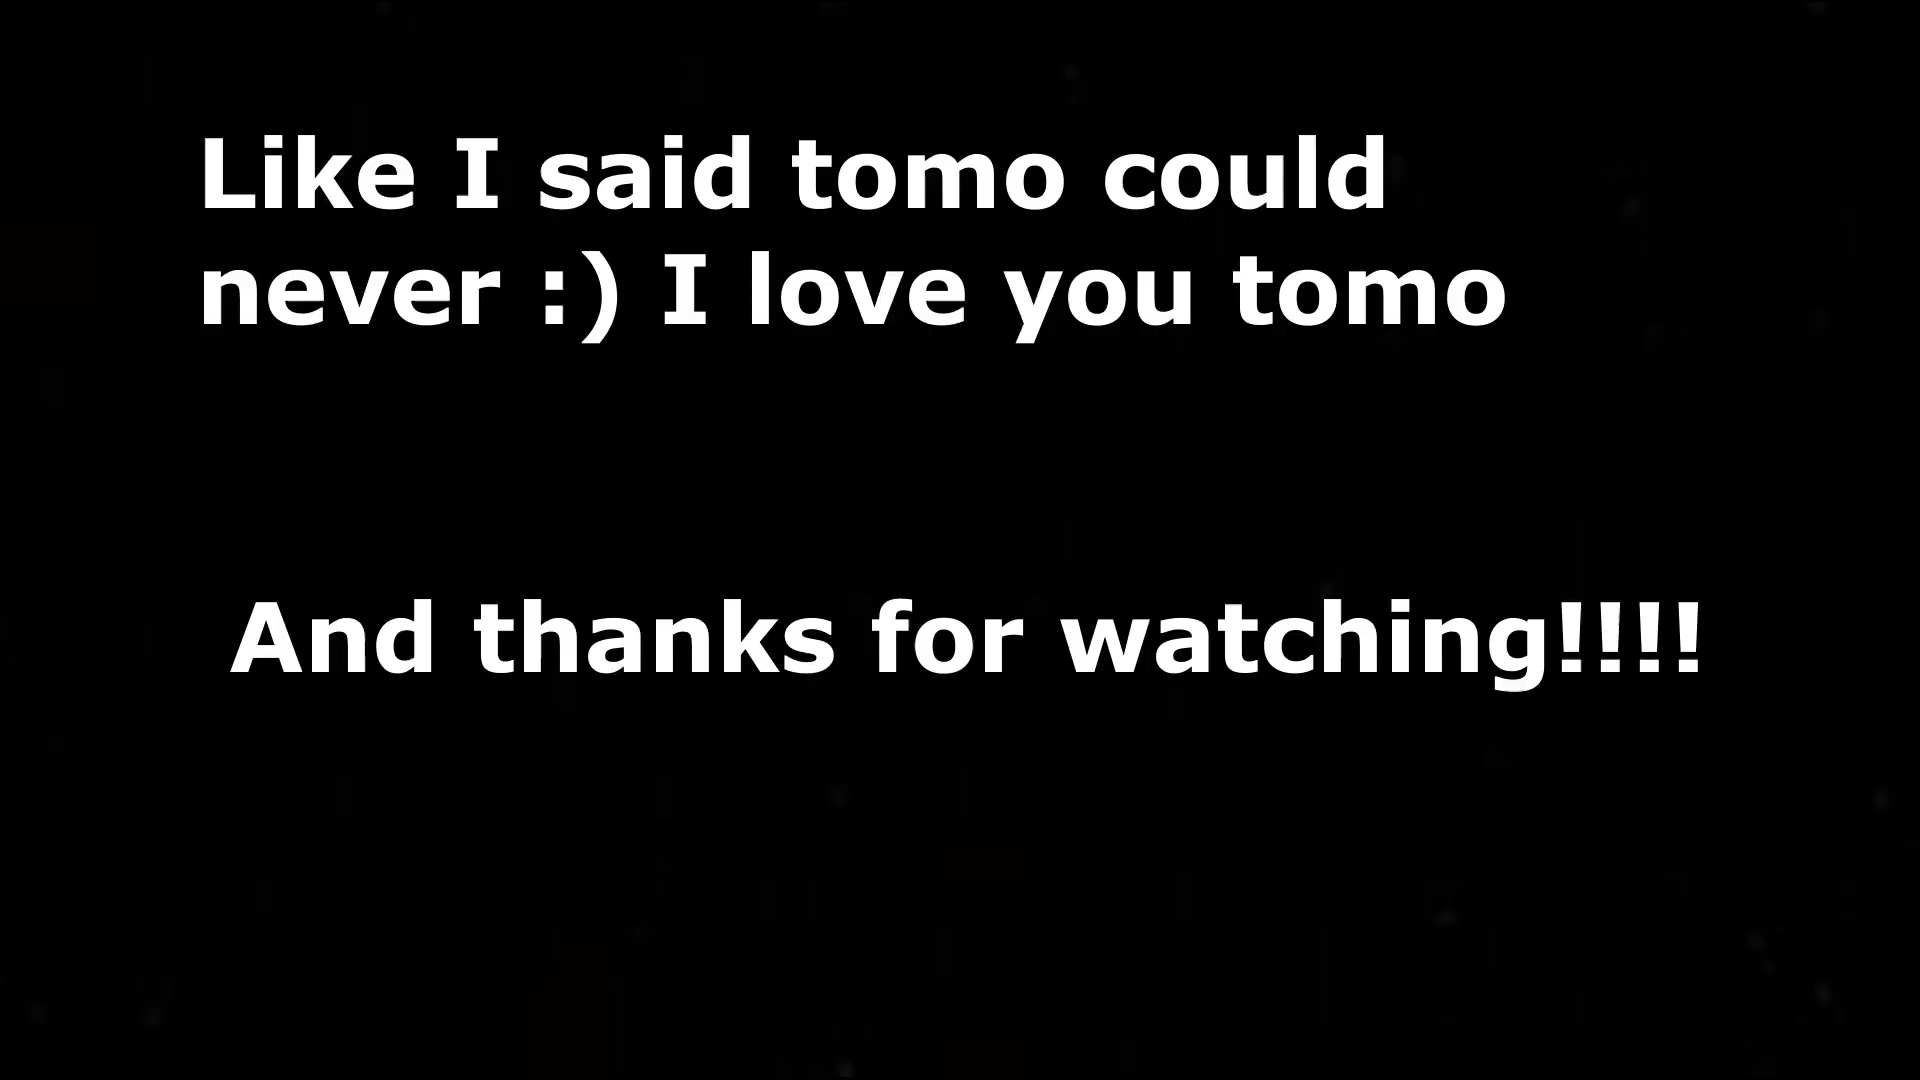 Like I said tomo could
never :) I love you tomo
And thanks for watching!!!!